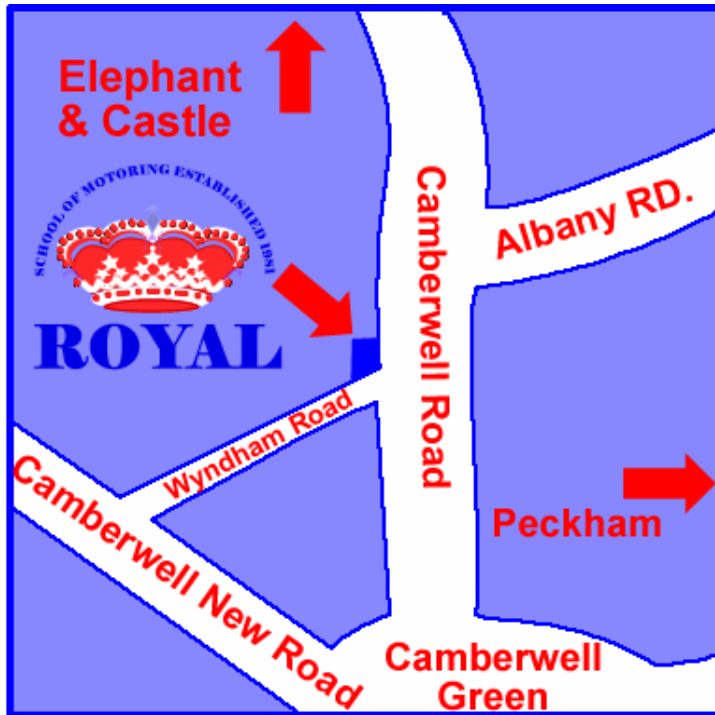 Elephant
& Castle
SCHOOL OF MOTORING ESTABLISHED 1981
ROYAL
Camberwell Road
Albany RD.
Wyndham Road
Camberwell New Road
Peckham
Camberwell
Green